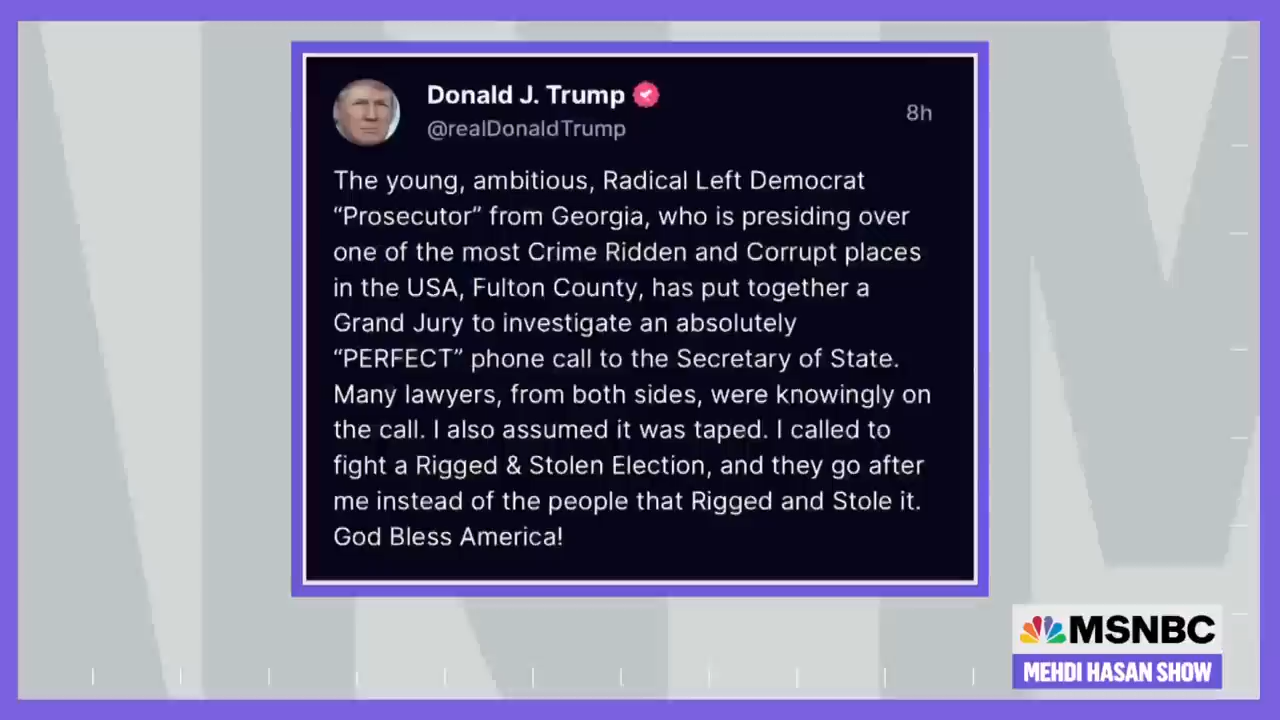 Donald J. Trump
@realDonaldTrump
8h
The young, ambitious, Radical Left Democrat
“Prosecutor” from Georgia, who is presiding over
one of the most Crime Ridden and Corrupt places
in the USA, Fulton County, has put together a
Grand Jury to investigate an absolutely
“PERFECT” phone call to the Secretary of State.
Many lawyers, from both sides, were knowingly on
the call. I also assumed it was taped. I called to
fight a Rigged & Stolen Election, and they go after
me instead of the people that Rigged and Stole it.
God Bless America!
MSNBC
MEHDI HASAN SHOW